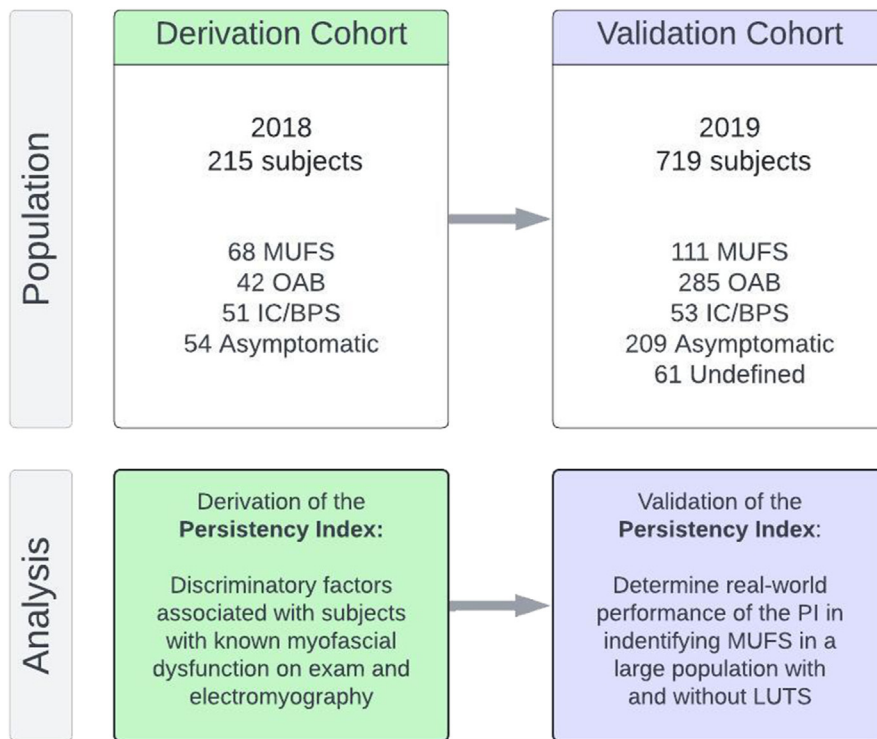 Population
Derivation Cohort
2018
215 subjects
68 MUFS
42 OAB
51 IC/BPS
54 Asymptomatic
Validation Cohort
2019
719 subjects
111 MUFS
285 OAB
53 IC/BPS
209 Asymptomatic
61 Undefined
Analysis
Derivation of the
Persistency Index:
Discriminatory factors
associated with subjects
with known myofascial
dysfunction on exam and
electromyography
Validation of the
Persistency Index:
Determine real-world
performance of the PI in
indentifying MUFS in a
large population with
and without LUTS